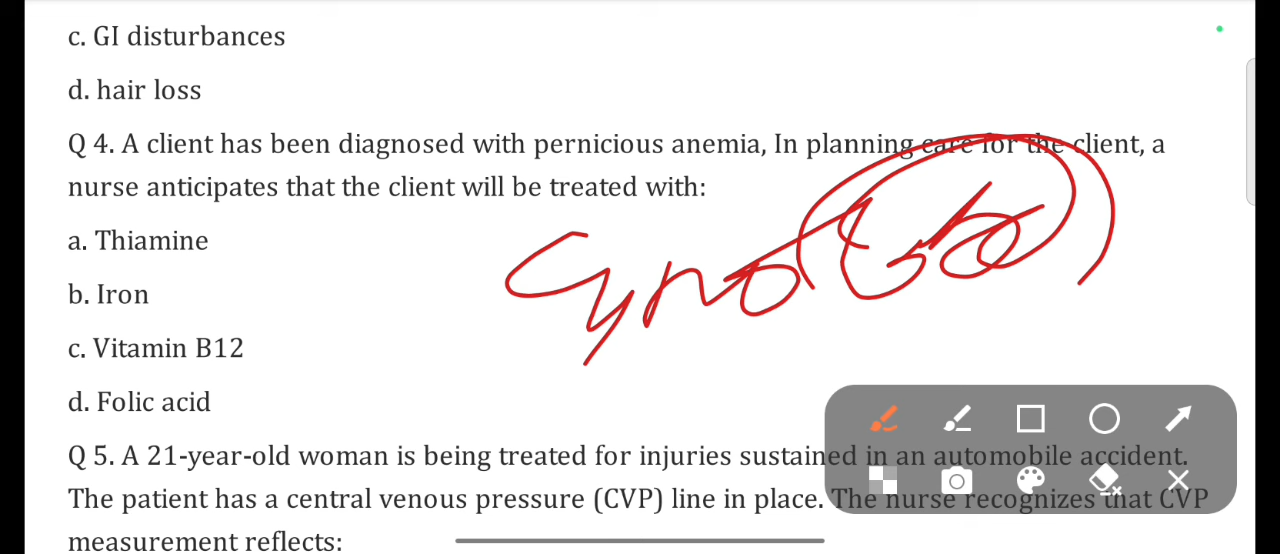 c. GI disturbances
d. hair loss
Q 4. A client has been diagnosed with pernicious anemia, In planning care for the client, a
nurse anticipates that the client will be treated with:
a. Thiamine
b. Iron
c. Vitamin B12
d. Folic acid
Q 5. A 21-year-old woman is being treated for injuries sustained in an automobile accident.
The patient has a central venous pressure (CVP) line in place. The nurse recognizes that CVP
measurement reflects: